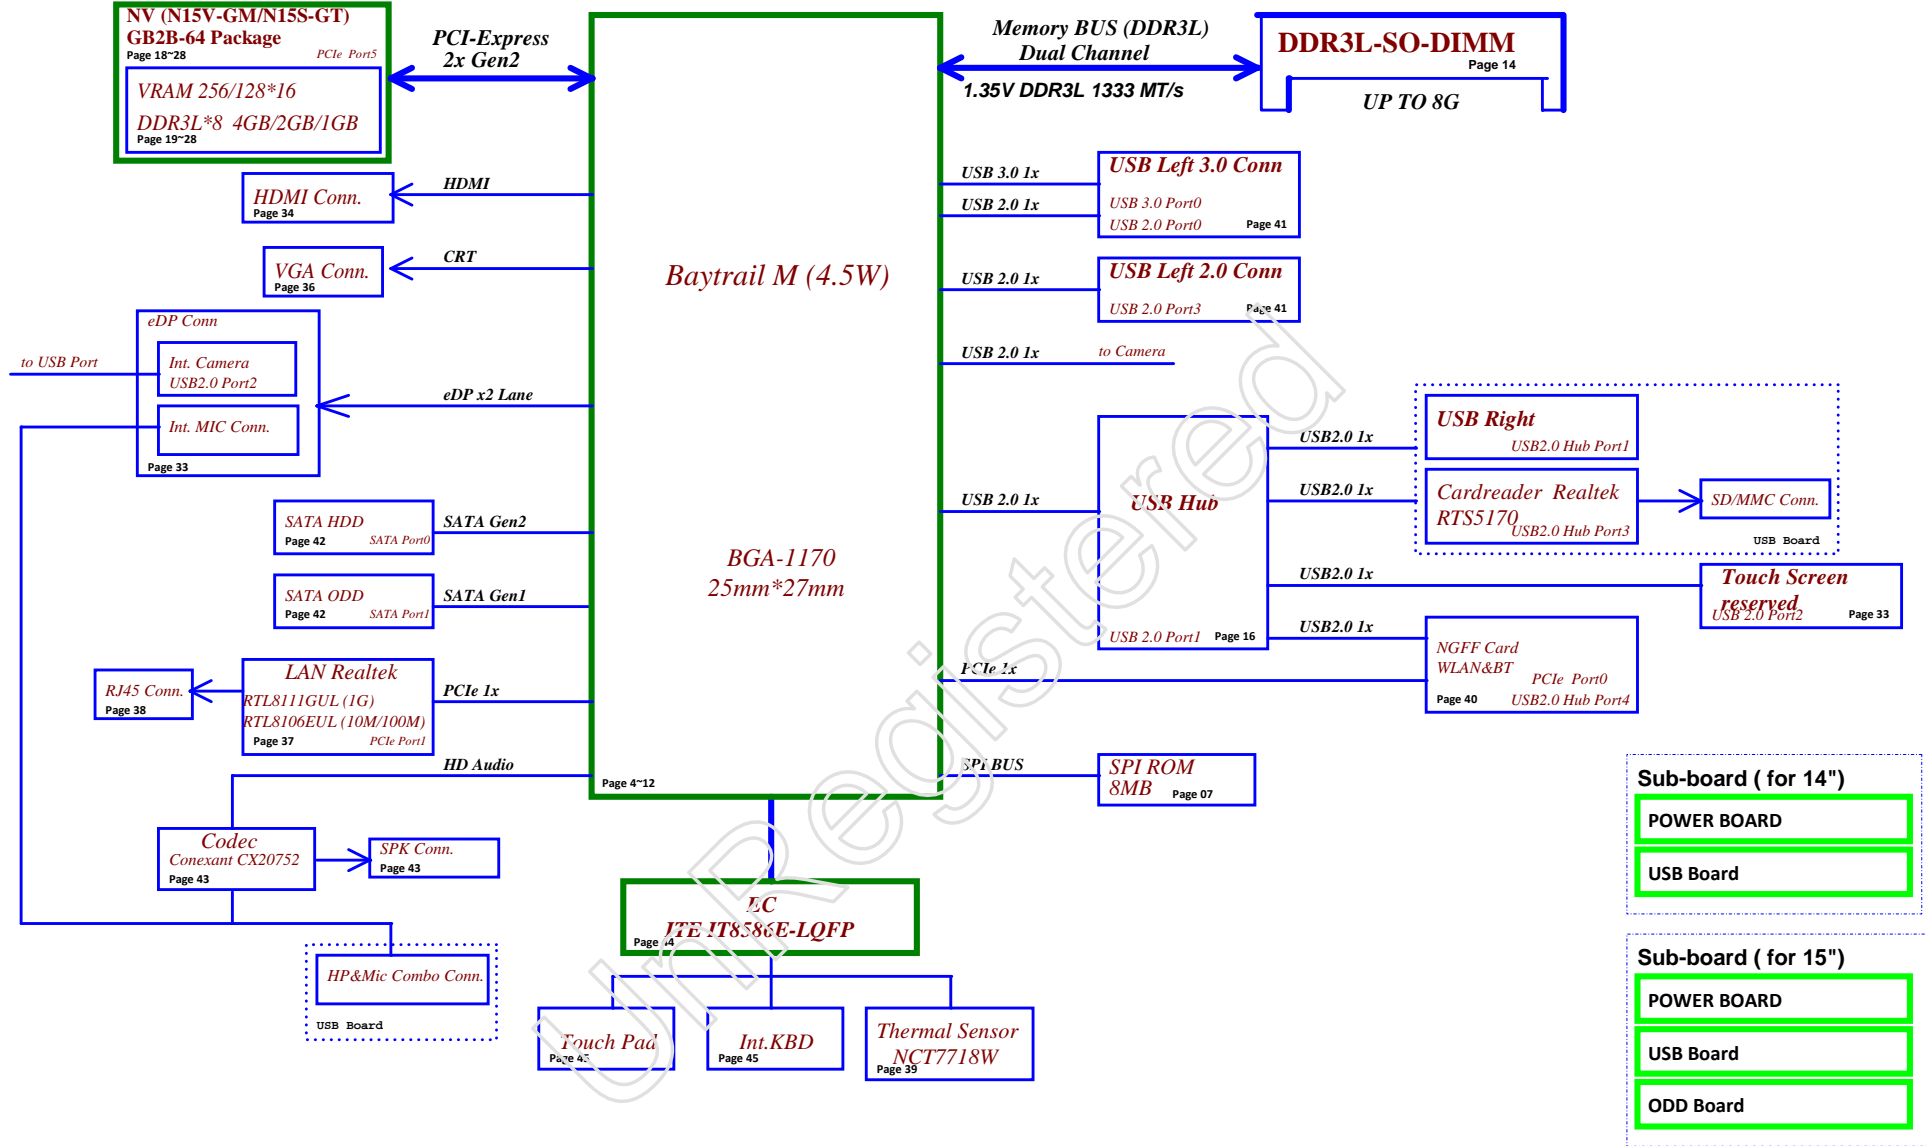 NV (N15V-GM/N15S-GT)
GB2B-64 Package
Page 18~28
PCIe Port5
VRAM 256/128*16
DDR3L*8 4GB/2GB/1GB
Page 19~28
PCI-Express
2x Gen2
Memory BUS (DDR3L)
Dual Channel
1.35V DDR3L 1333 MT/s
DDR3L-SO-DIMM
Page 14
UP TO 8G
HDMI Conn.
Page 34
HDMI
VGA Conn.
Page 36
CRT
eDP Conn
to USB Port
Int. Camera
USB2.0 Port2
Int. MIC Conn.
Page 33
eDP x2 Lane
SATA HDD
Page 42
SATA Port0
SATA Gen2
SATA ODD
Page 42
SATA Port1
SATA Gen1
RJ45 Conn.
Page 38
LAN Realtek
RTL8111GUL (1G)
RTL8106EUL (10M/100M)
Page 37
PCIe Port1
PCIe 1x
HD Audio
Codec
Conexant CX20752
Page 43
SPK Conn.
Page 43
HP&Mic Combo Conn.
USB Board
Baytrail M (4.5W)
BGA-1170
25mm*27mm
Page 4~12
EC
ITE IT8586E-LQFP
Page 44
Touch Pad
Page 45
Int.KBD
Page 45
Thermal Sensor
NCT7718W
Page 39
USB 3.0 1x
USB 2.0 1x
USB Left 3.0 Conn
USB 3.0 Port0
USB 2.0 Port0
Page 41
USB 2.0 1x
USB Left 2.0 Conn
USB 2.0 Port3
Page 41
USB 2.0 1x
to Camera
USB 2.0 1x
USB Hub
USB 2.0 Port1
Page 16
USB2.0 1x
USB Right
USB2.0 Hub Port1
USB2.0 1x
Cardreader Realtek
RTS5170
USB2.0 Hub Port3
SD/MMC Conn.
USB Board
USB2.0 1x
Touch Screen
reserved
USB 2.0 Port2
Page 33
USB2.0 1x
NGFF Card
WLAN&BT
PCIe Port0
Page 40
USB2.0 Hub Port4
PCIe 1x
SPI BUS
SPI ROM
8MB
Page 07
Sub-board ( for 14")
POWER BOARD
USB Board
Sub-board ( for 15")
POWER BOARD
USB Board
ODD Board
UnRegistered